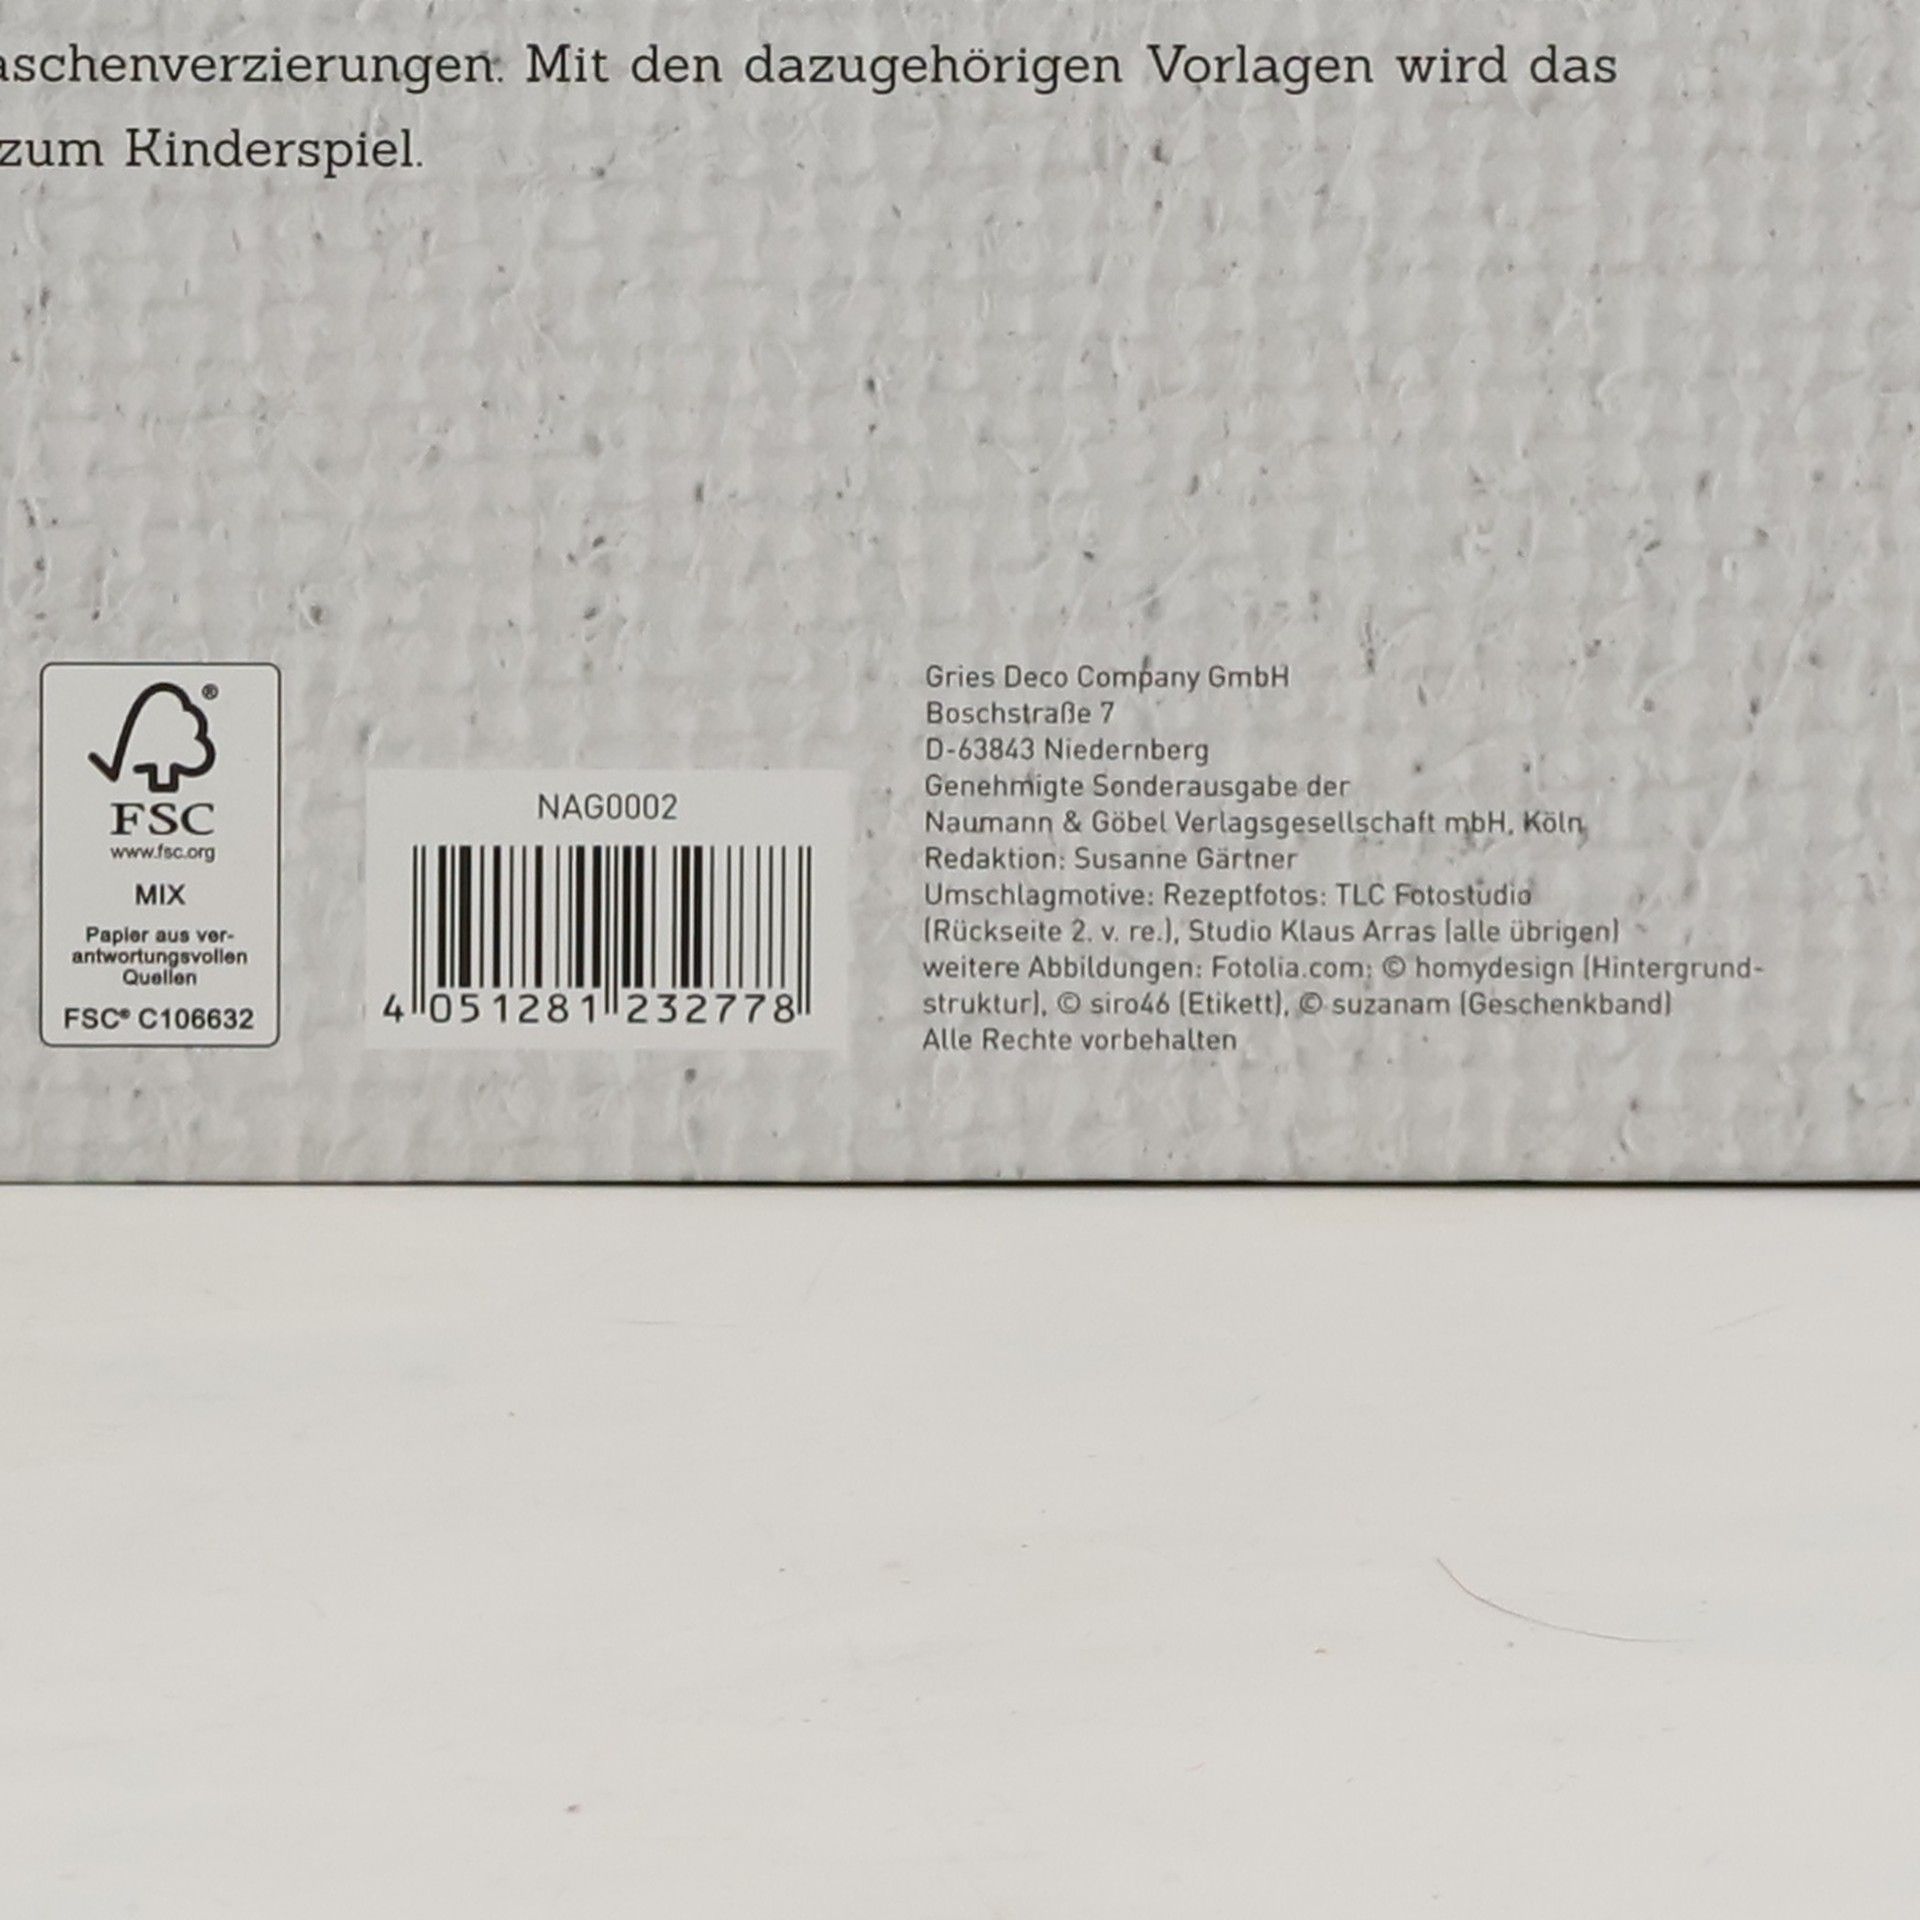 aschenverzierungen. Mit den dazugehörigen Vorlagen wird das
zum Kinderspiel.
®
FSC
www.fsc.org
MIX
Papier aus ver-
antwortungsvollen
Quellen
FSC® C106632
NAG0002
4 051281 232778
Gries Deco Company GmbH
Boschstraße 7
D-63843 Niedernberg
Genehmigte Sonderausgabe der
Naumann & Göbel Verlagsgesellschaft mbH, Köln
Redaktion: Susanne Gärtner
Umschlagmotive: Rezeptfotos: TLC Fotostudio
(Rückseite 2. v. re.), Studio Klaus Arras (alle übrigen)
weitere Abbildungen: Fotolia.com: © homydesign (Hintergrund-
struktur), © siro46 (Etikett), © suzanam (Geschenkband)
Alle Rechte vorbehalten